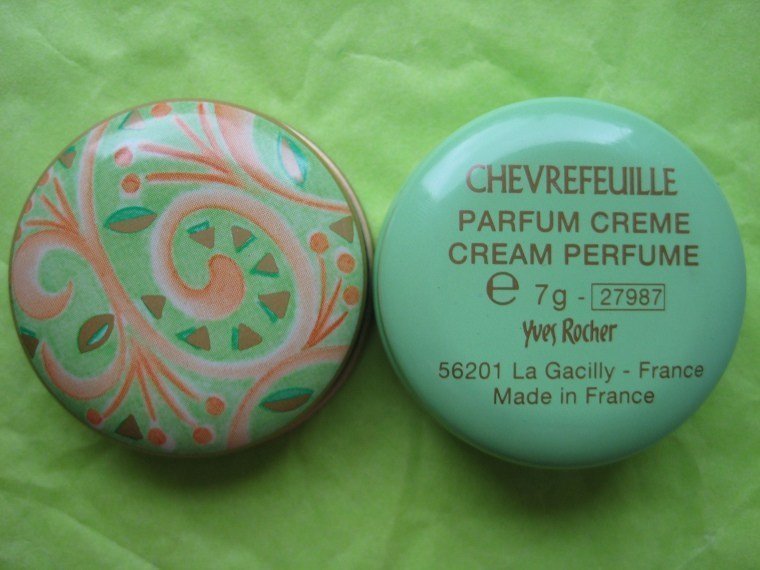 CHEVREFEUILLE
PARFUM CREME
CREAM PERFUME
℮ 7g - 27987
Yves Rocher
56201 La Gacilly - France
Made in France